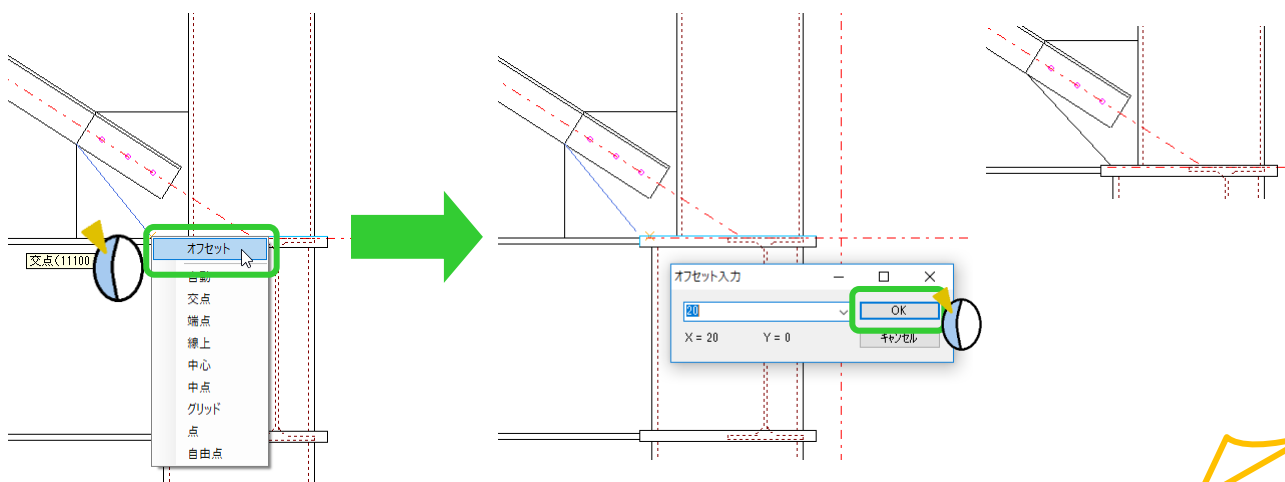 オフセット
交点(11100
自動
交点
端点
線上
中心
中点
グリッド
点
自由点
オフセット入力
20
OK
X = 20 Y = 0
キャンセル